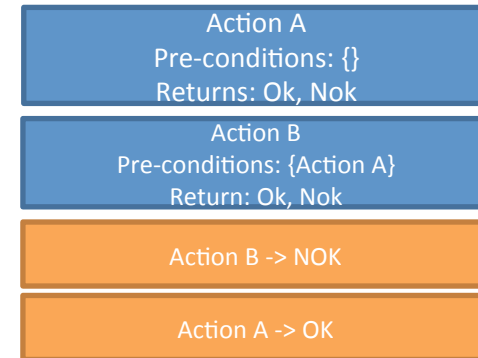 Action A
Pre-conditions: {}
Returns: Ok, Nok
Action B
Pre-conditions: {Action A}
Return: Ok, Nok
Action B -> NOK
Action A -> OK